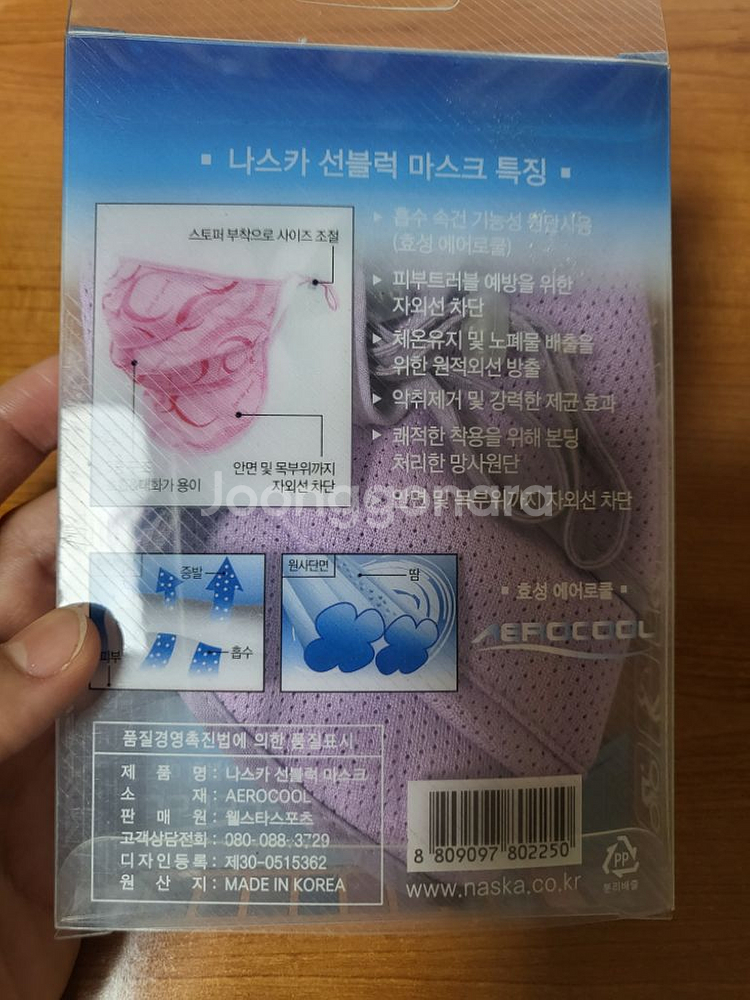 ▪ 나스카 선블럭 마스크 특징 ▪
스토퍼 부착으로 사이즈 조절
안면 및 목부위까지
자외선 차단
대화가 용이
▶ 흡수 속건 기능성 원단사용
(효성 에어로쿨)
▶ 피부트러블 예방을 위한
자외선 차단
▶ 체온유지 및 노폐물 배출을
위한 원적외선 방출
▶ 악취제거 및 강력한 제균 효과
▶ 쾌적한 착용을 위해 본딩
처리한 망사원단
안면 및 목부위까지 자외선 차단
Joonggonara
증발
흡수
피부
원사단면
땀
▪ 효성 에어로쿨 ▪
AEROCOOL
품질경영촉진법에 의한 품질표시
제 품 명 : 나스카 선블럭 마스크
소 재 : AEROCOOL
판 매 원 : 웰스타스포츠
고객상담전화 : 080-088-3729
디자인등록 : 제30-0515362
원 산 지 : MADE IN KOREA
8 809097 802250
www.naska.co.kr
PP
분리배출